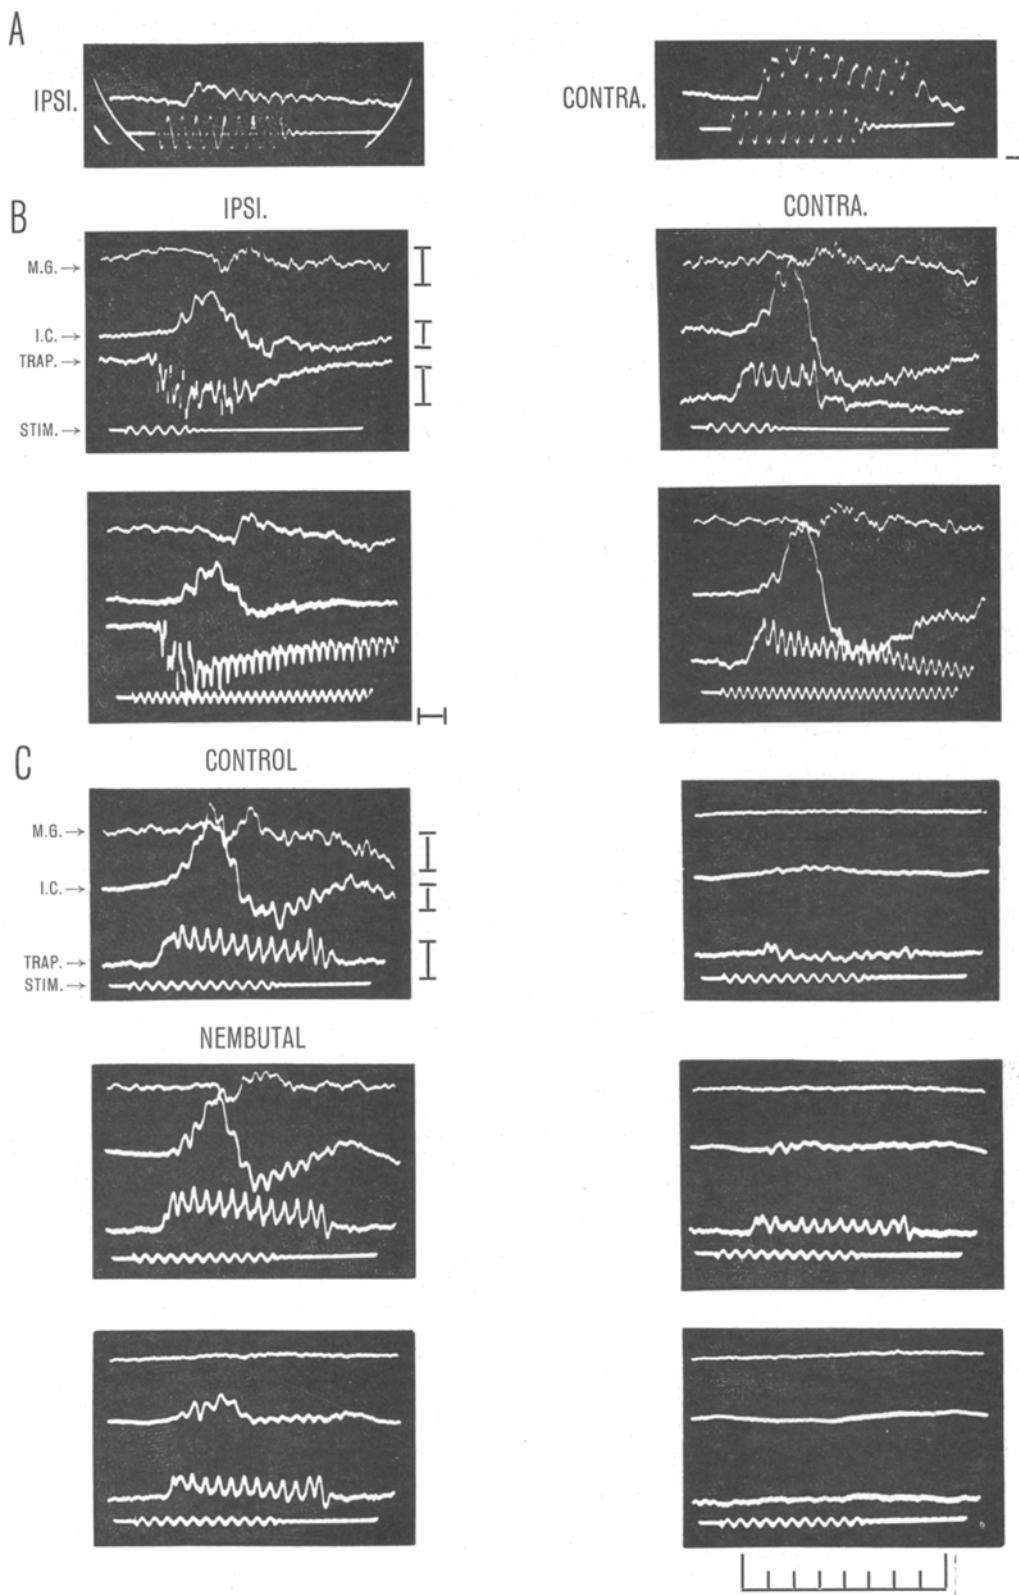 A
IPSI.
CONTRA.
B
IPSI.
CONTRA.
M.G. →
I.C. →
TRAP. →
STIM. →
C
CONTROL
M.G. →
I.C. →
TRAP. →
STIM. →
NEMBUTAL